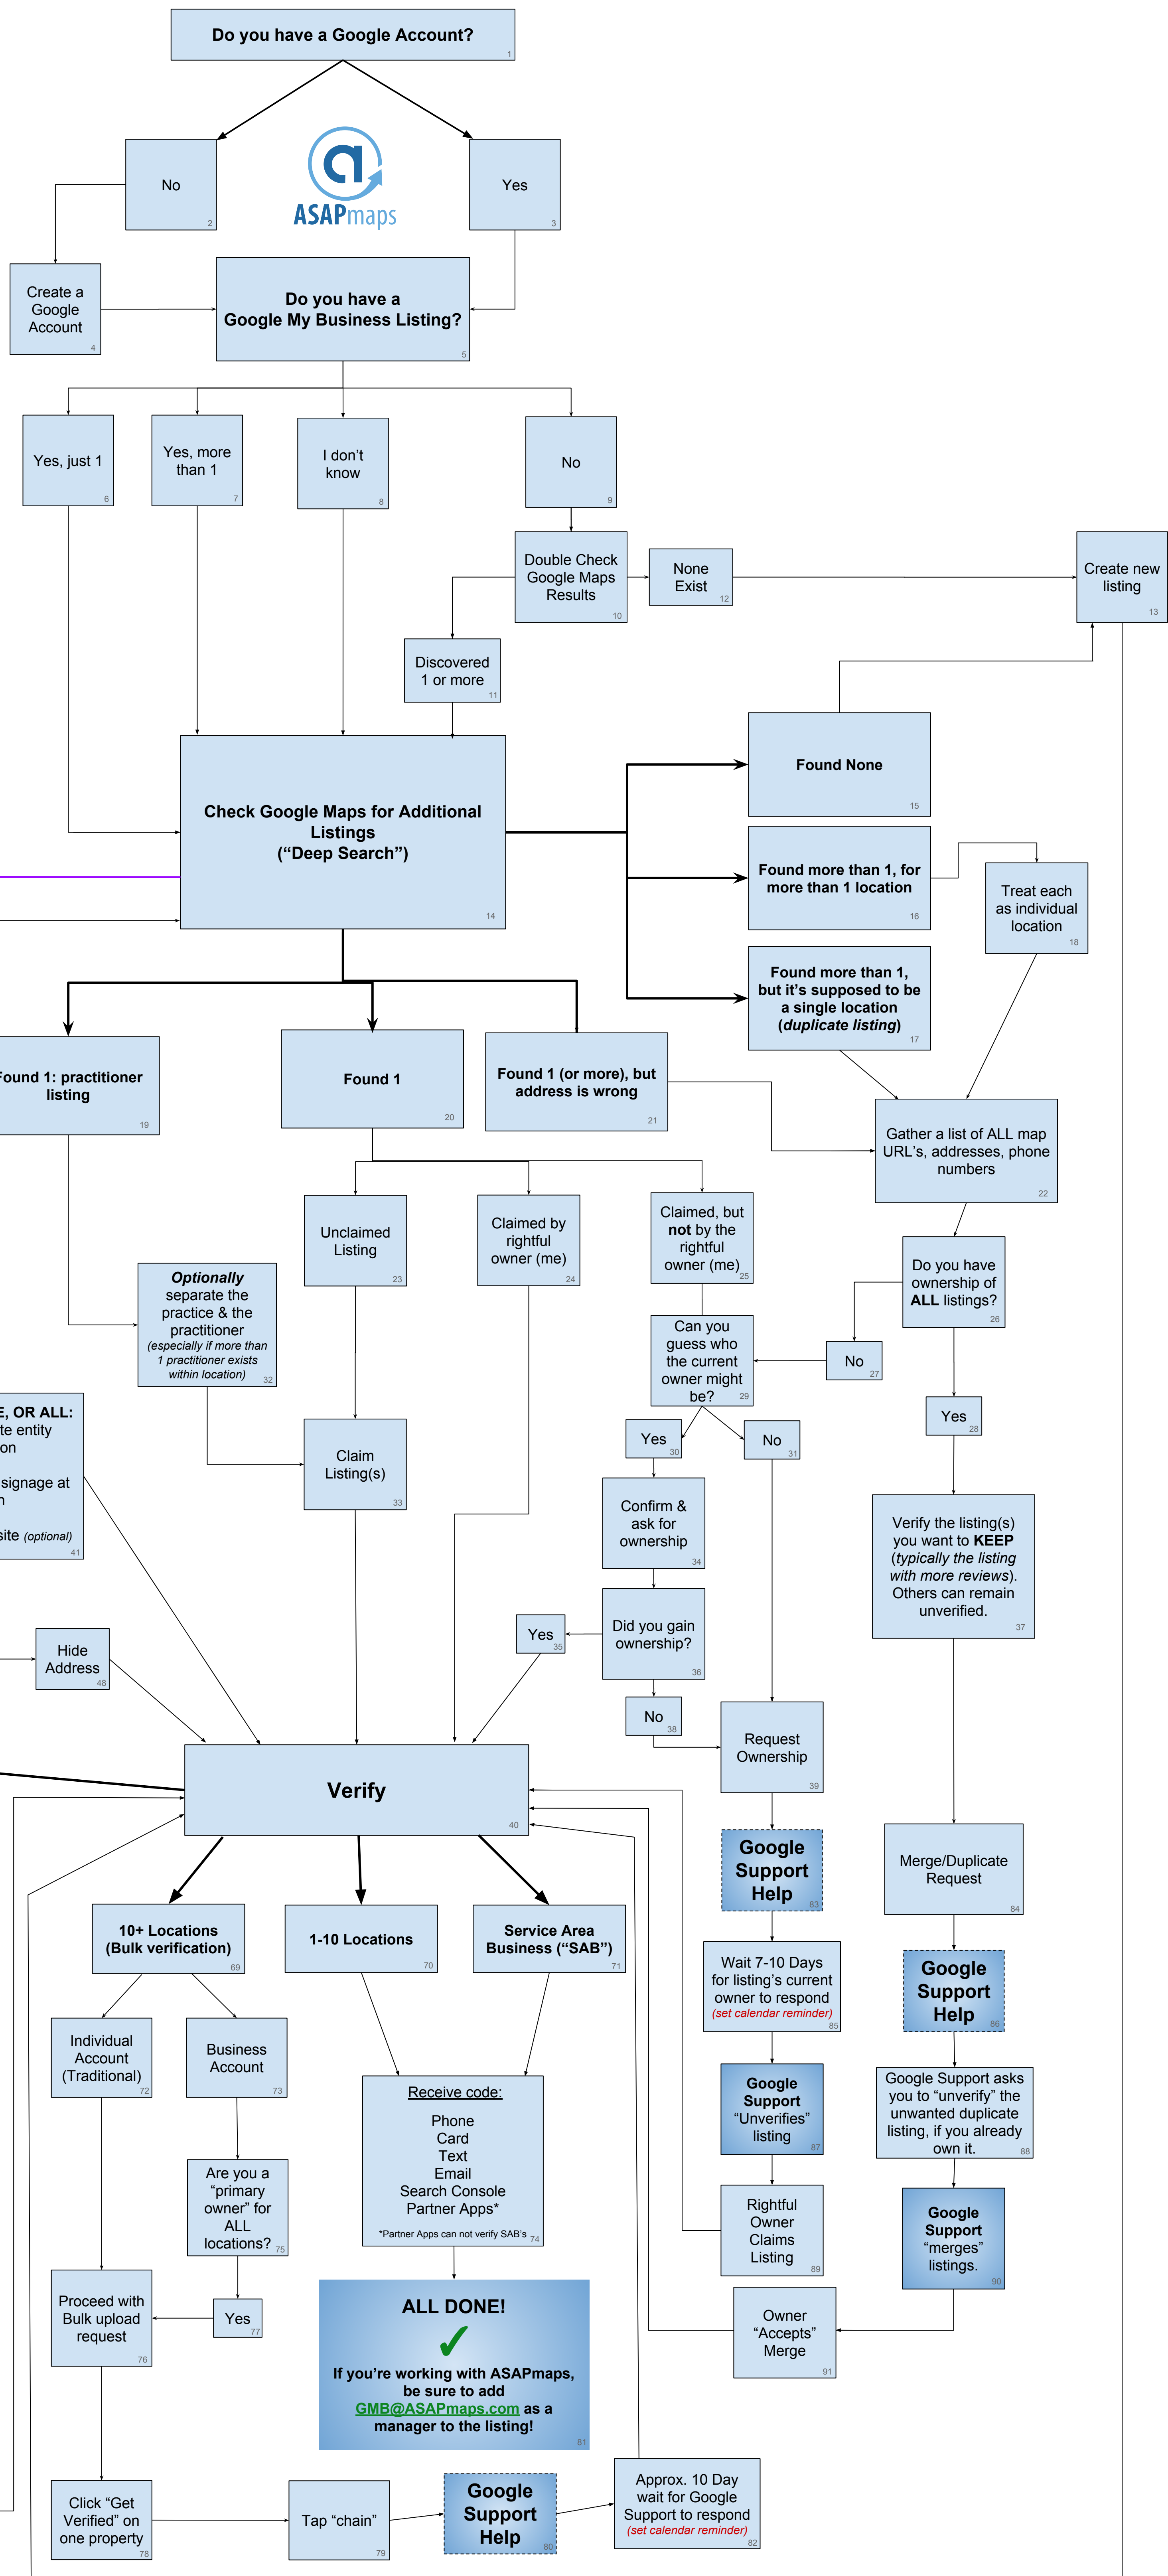 Do you have a Google Account?
1
No
2
ASAPmaps
Yes
3
Create a
Google
Account
4
Do you have a
Google My Business Listing?
5
Yes, just 1
6
Yes, more
than 1
7
I don't
know
8
No
9
Double Check
Google Maps
Results
10
None
Exist
12
Create new
listing
13
Discovered
1 or more
11
Check Google Maps for Additional
Listings
(“Deep Search”)
14
Found None
15
Found more than 1, for
more than 1 location
16
Treat each
as individual
location
18
Found more than 1,
but it's supposed to be
a single location
(duplicate listing)
17
Found 1: practitioner
listing
19
Found 1
20
Found 1 (or more), but
address is wrong
21
Gather a list of ALL map
URL's, addresses, phone
numbers
22
Unclaimed
Listing
23
Claimed by
rightful
owner (me)
24
Claimed, but
not by the
rightful
owner (me)
25
Do you have
ownership of
ALL listings?
26
Optionally
separate the
practice & the
practitioner
(especially if more than
1 practitioner exists
within location)
32
Can you
guess who
the current
owner might
be?
29
No
27
Yes
28
Yes
30
No
31
E, OR ALL:
te entity
on
signage at
n
site (optional)
41
Claim
Listing(s)
33
Confirm &
ask for
ownership
34
Verify the listing(s)
you want to KEEP
(typically the listing
with more reviews).
Others can remain
unverified.
37
Yes
35
Did you gain
ownership?
36
Hide
Address
48
No
38
Request
Ownership
39
Verify
40
Google
Support
Help
83
Merge/Duplicate
Request
84
10+ Locations
(Bulk verification)
69
1-10 Locations
70
Service Area
Business (“SAB”)
71
Wait 7-10 Days
for listing's current
owner to respond
(set calendar reminder)
85
Google
Support
Help
86
Individual
Account
(Traditional)
72
Business
Account
73
Receive code:
Phone
Card
Text
Email
Search Console
Partner Apps*
*Partner Apps can not verify SAB's
74
Google
Support
“Unverifies”
listing
87
Google Support asks
you to “unverify” the
unwanted duplicate
listing, if you already
own it.
88
Are you a
“primary
owner” for
ALL
locations?
75
Rightful
Owner
Claims
Listing
89
Google
Support
“merges”
listings.
90
Proceed with
Bulk upload
request
76
Yes
77
ALL DONE!
If you're working with ASAPmaps,
be sure to add
GMB@ASAPmaps.com as a
manager to the listing!
81
Owner
“Accepts”
Merge
91
Click “Get
Verified” on
one property
78
Tap “chain”
79
Google
Support
Help
80
Approx. 10 Day
wait for Google
Support to respond
(set calendar reminder)
82